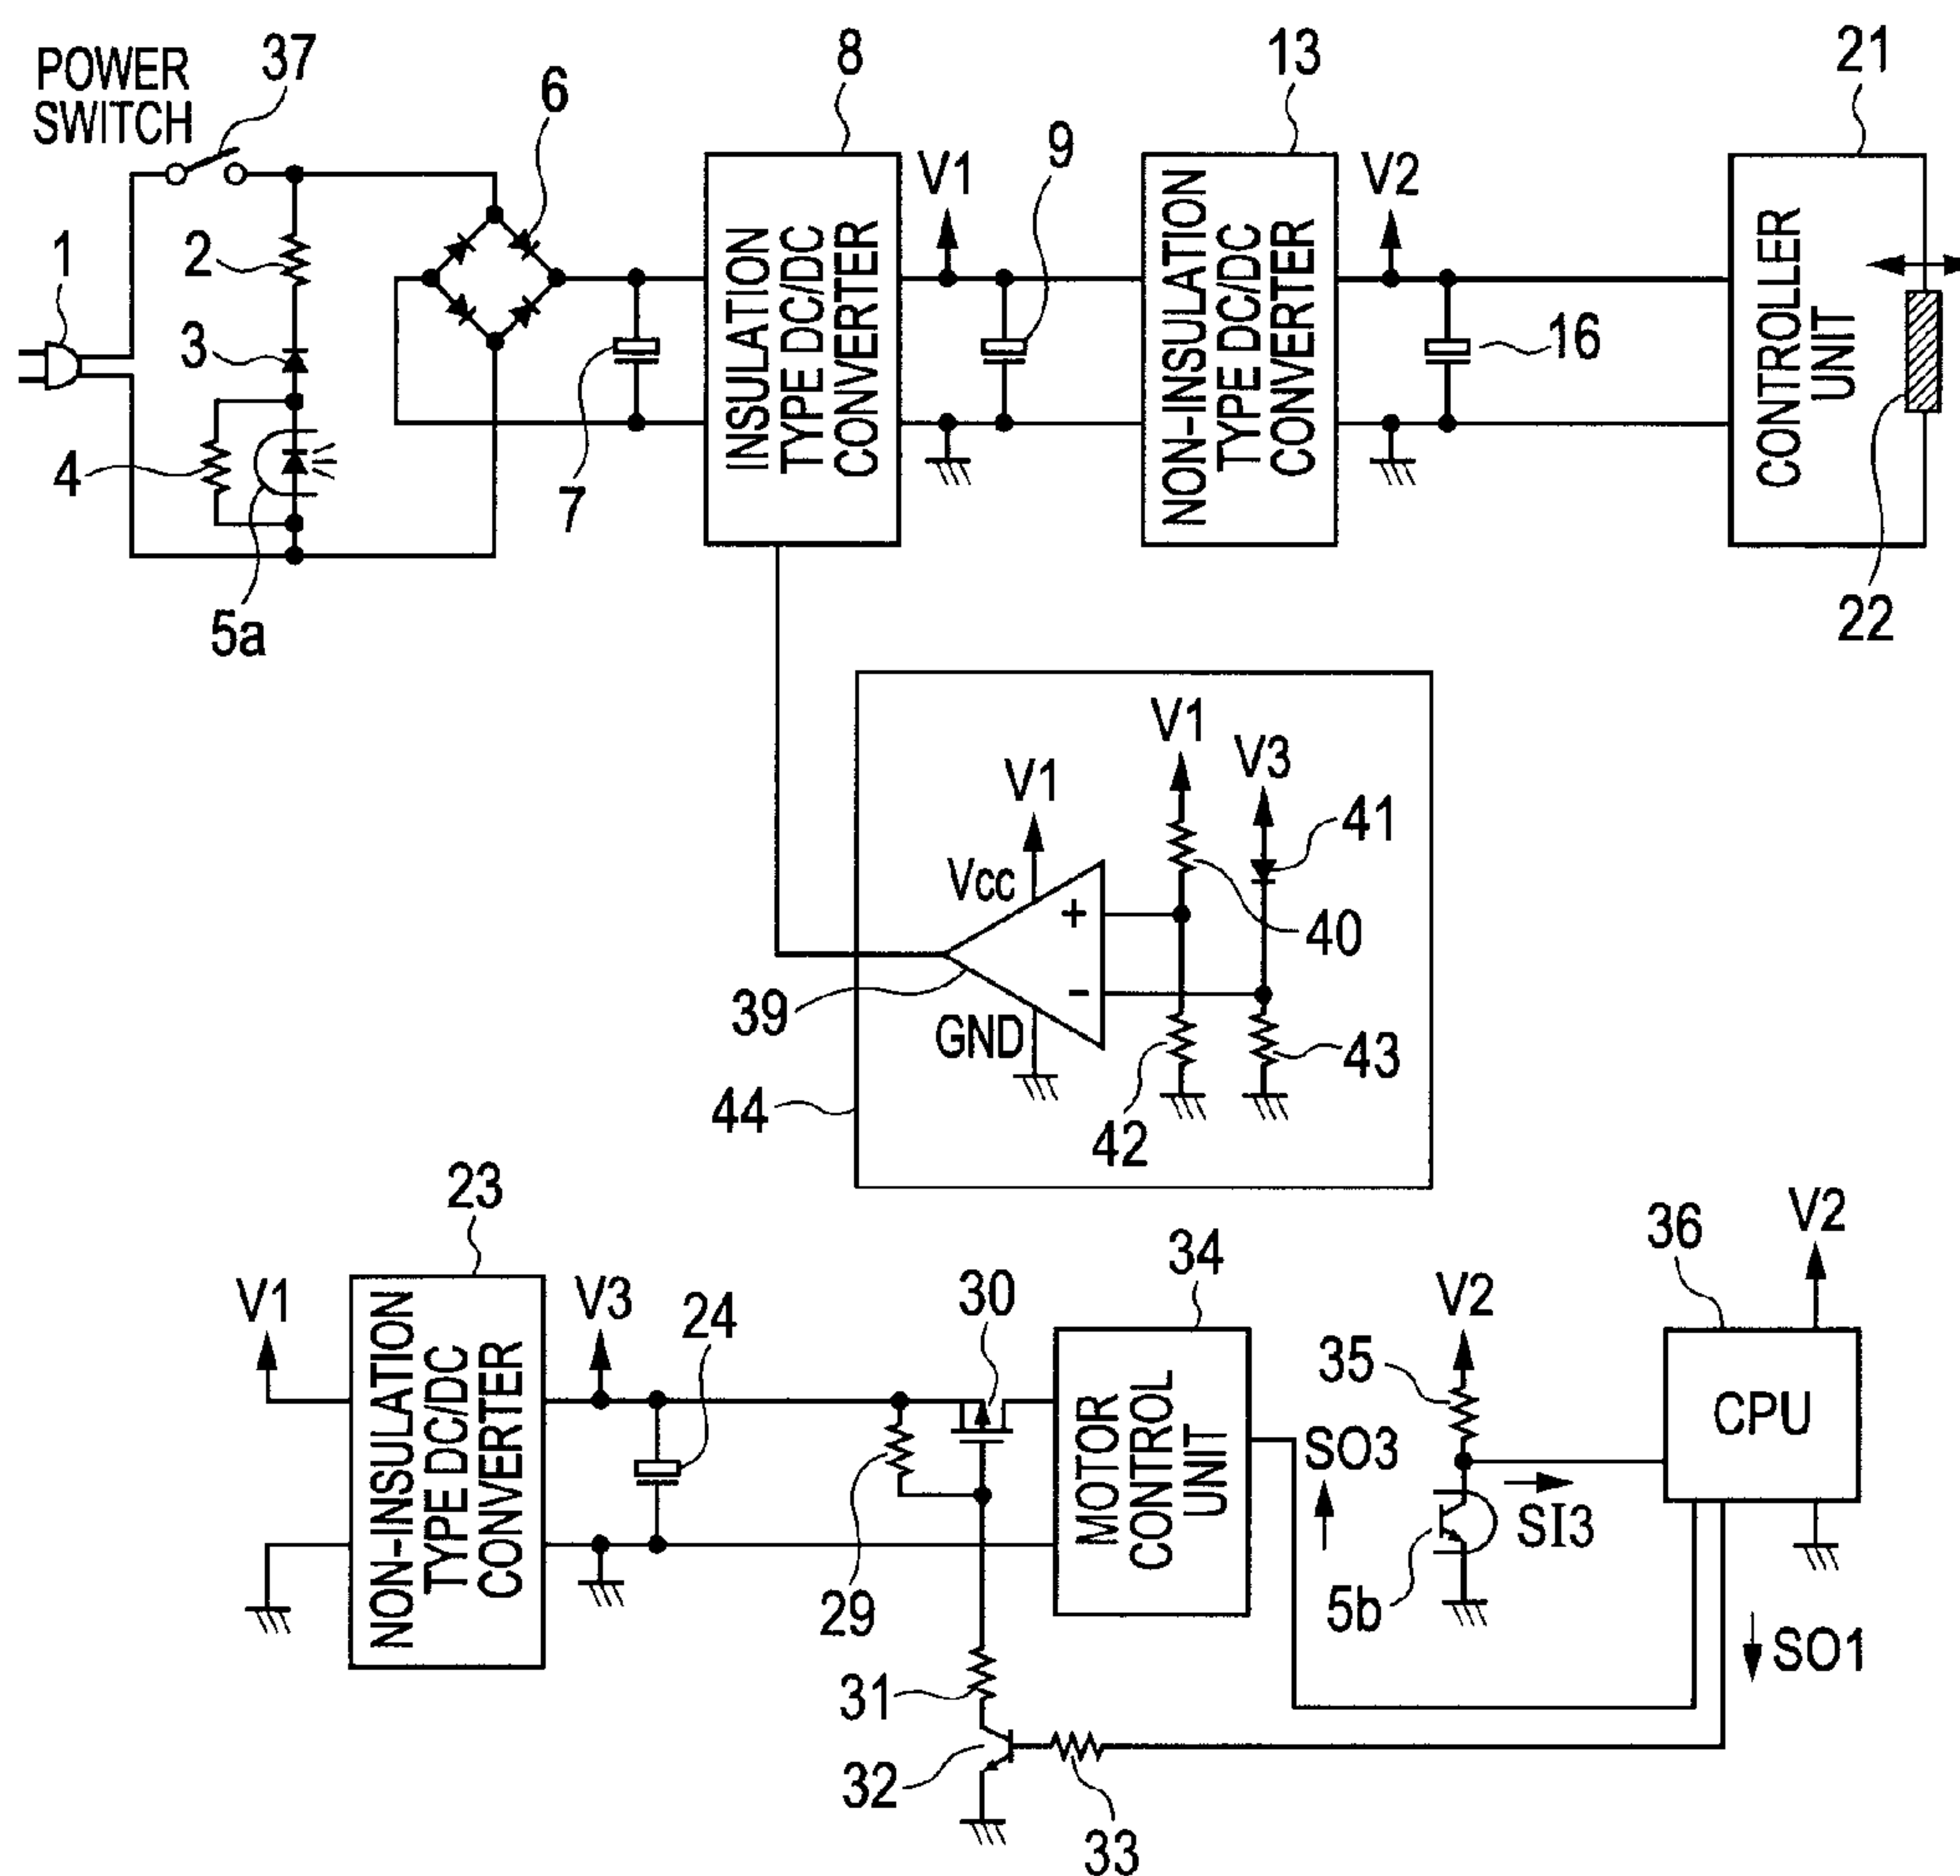 POWER
SWITCH
37
6
8
9
13
21
1
2
3
4
5a
7
V1
V2
16
22
INSULATION
TYPE DC/DC
CONVERTER
NON-INSULATION
TYPE DC/DC
CONVERTER
CONTROLLER
UNIT
V1
V3
V1
41
Vcc
+
40
-
39
GND
43
44
42
23
V1
NON-INSULATION
TYPE DC/DC
CONVERTER
V3
24
30
34
29
MOTOR
CONTROL
UNIT
V2
35
SO3
SI3
5b
36
V2
CPU
SO1
31
32
33